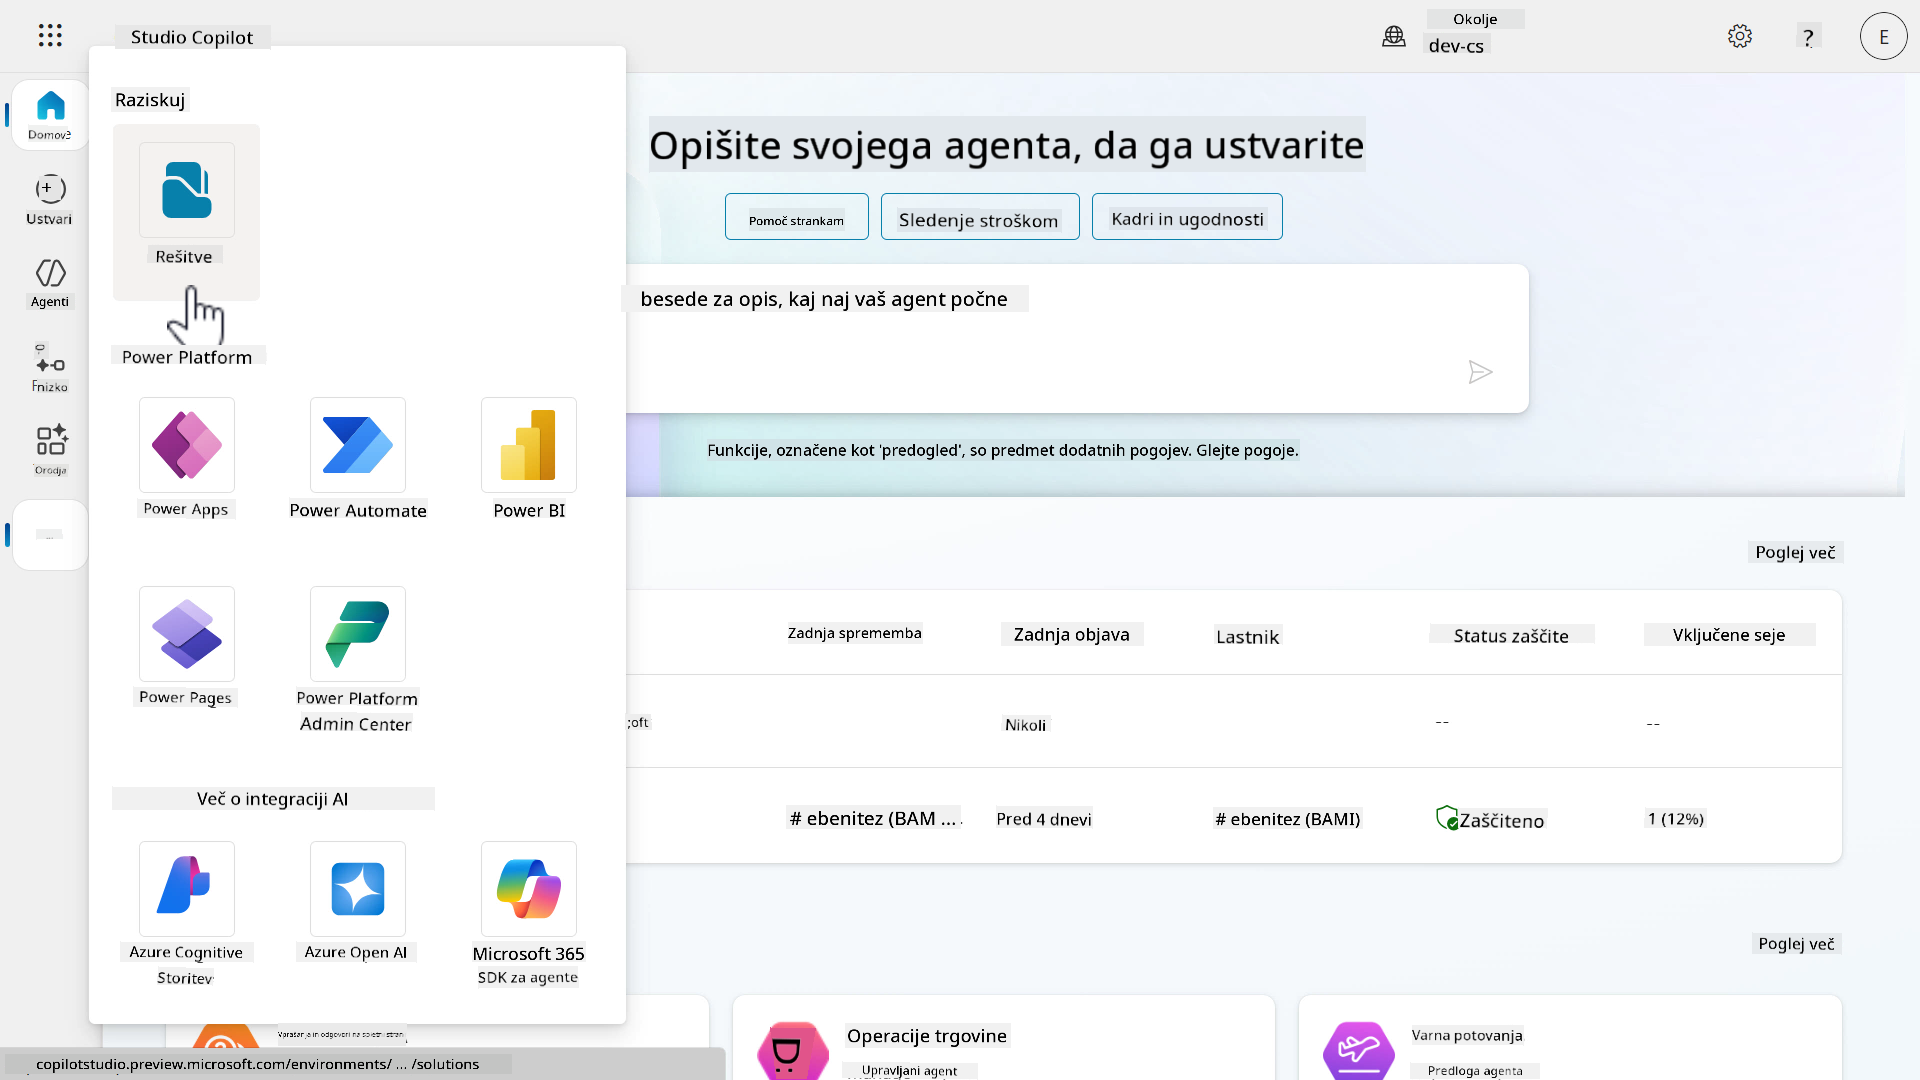 Studio Copilot
Okolje
dev-cs
?
E
Raziskuj
Rešitve
Power Platform
Power Apps
Power Automate
Power BI
Power Pages
Power Platform
Admin Center
Več o integraciji AI
Azure Cognitive
Storitev
Azure Open AI
Microsoft 365
SDK za agente
Ustvari
Agenti
Orodja
...
Opišite svojega agenta, da ga ustvarite
Pomoč strankam
Sledenje stroškom
Kadri in ugodnosti
besede za opis, kaj naj vaš agent počne
Funkcije, označene kot 'predogled', so predmet dodatnih pogojev. Glejte pogoje.
Poglej več
Zadnja sprememba
Zadnja objava
Lastnik
Status zaščite
Vključene seje
Nikoli
--
--
# ebenitez (BAM ...
Pred 4 dnevi
# ebenitez (BAMI)
Zaščiteno
1 (12%)
Poglej več
Operacije trgovine
Upravljani agent
Varna potovanja
Predloga agenta
copilotstudio.preview.microsoft.com/environments/ ... /solutions